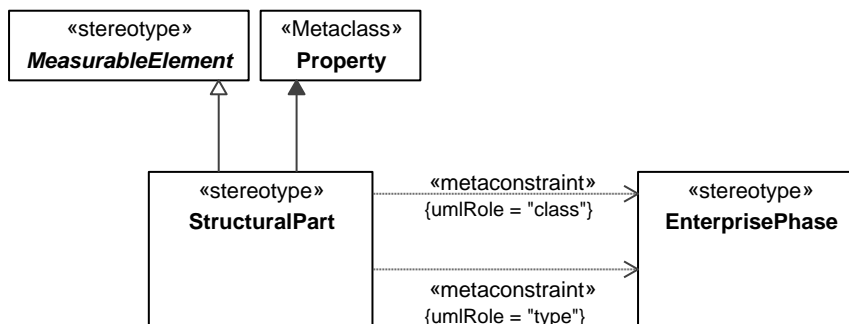 «stereotype»
MeasurableElement
«Metaclass»
Property
«stereotype»
StructuralPart
«metaconstraint»
{umlRole = "class"}
«stereotype»
EnterprisePhase
«metaconstraint»
{umlRole = "type"}